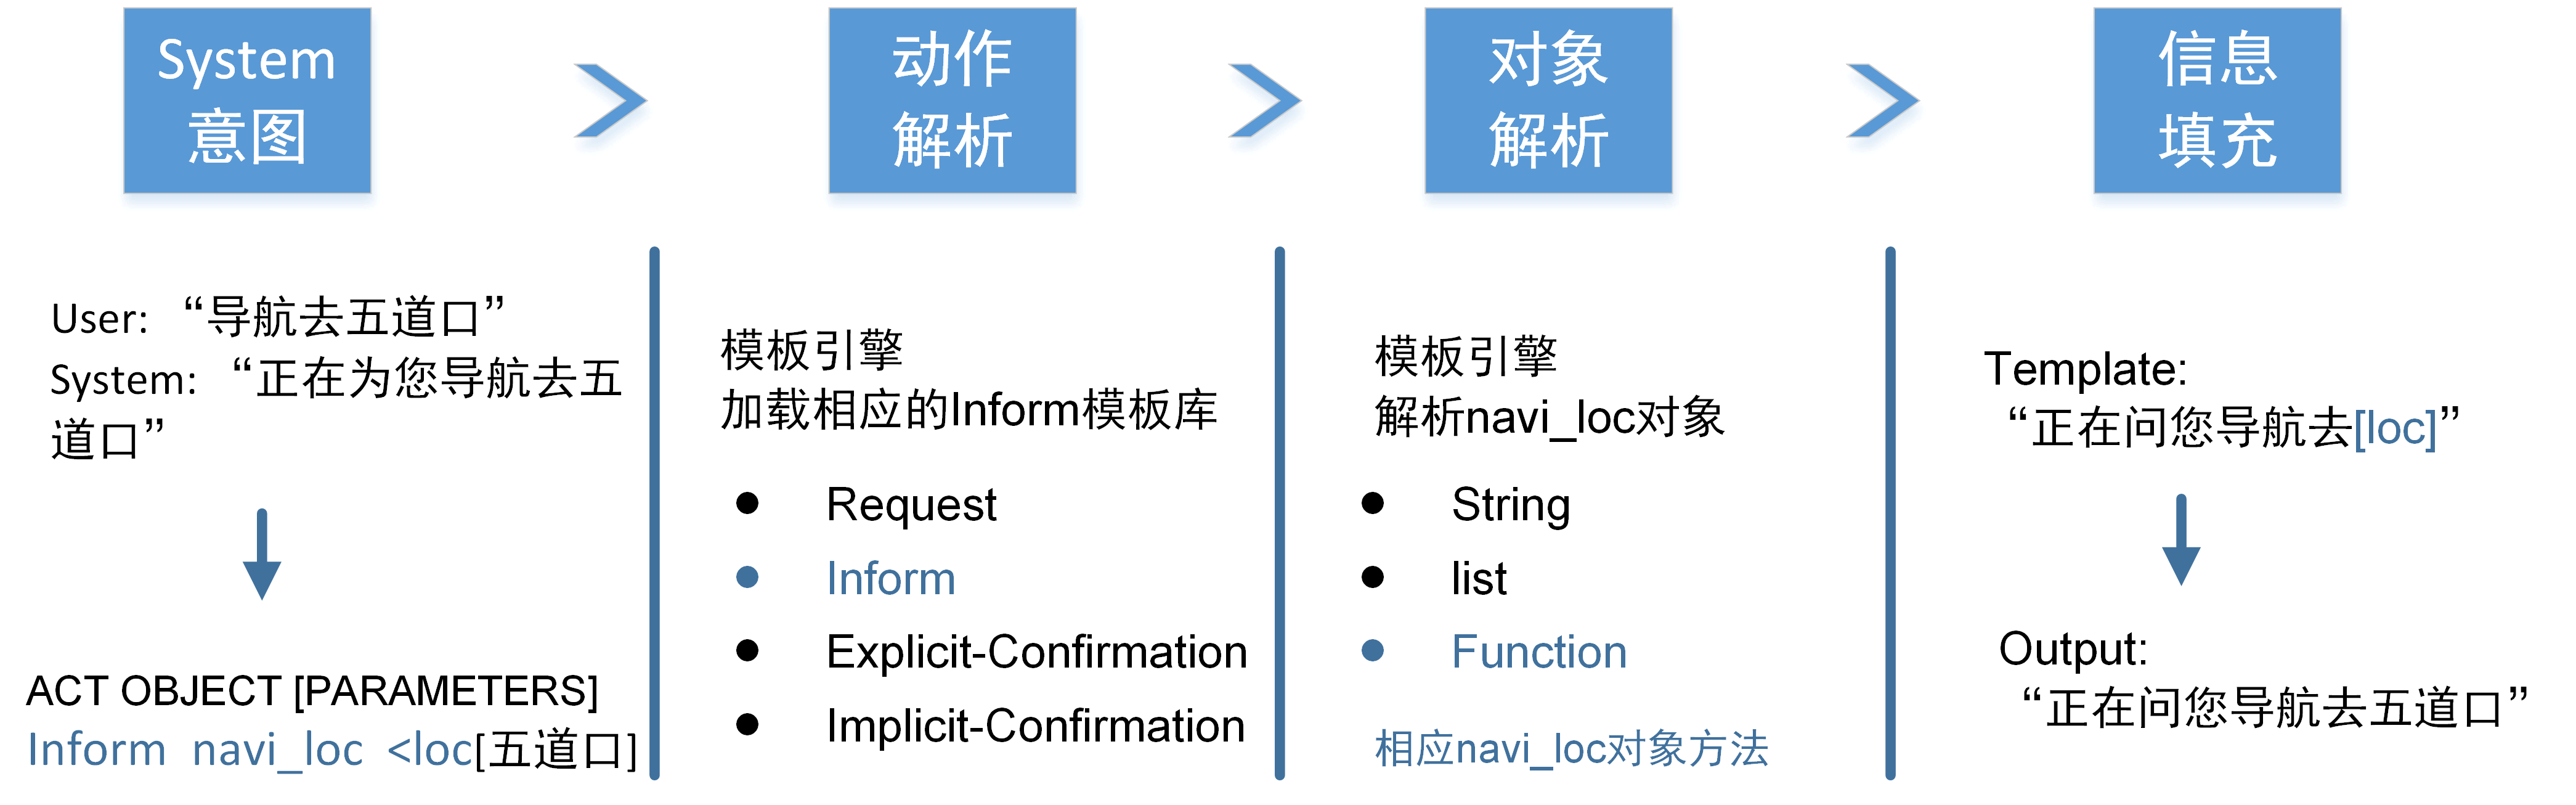 System
意图
动作
解析
对象
解析
信息
填充
User: “导航去五道口”
System: “正在为您导航去五
道口”
ACT OBJECT [PARAMETERS]
Inform navi_loc <loc[五道口]
模板引擎
加载相应的Inform模板库
● Request
● Inform
● Explicit-Confirmation
● Implicit-Confirmation
模板引擎
解析navi_loc对象
● String
● list
● Function
相应navi_loc对象方法
Template:
“正在问您导航去[loc]”
Output:
“正在问您导航去五道口”